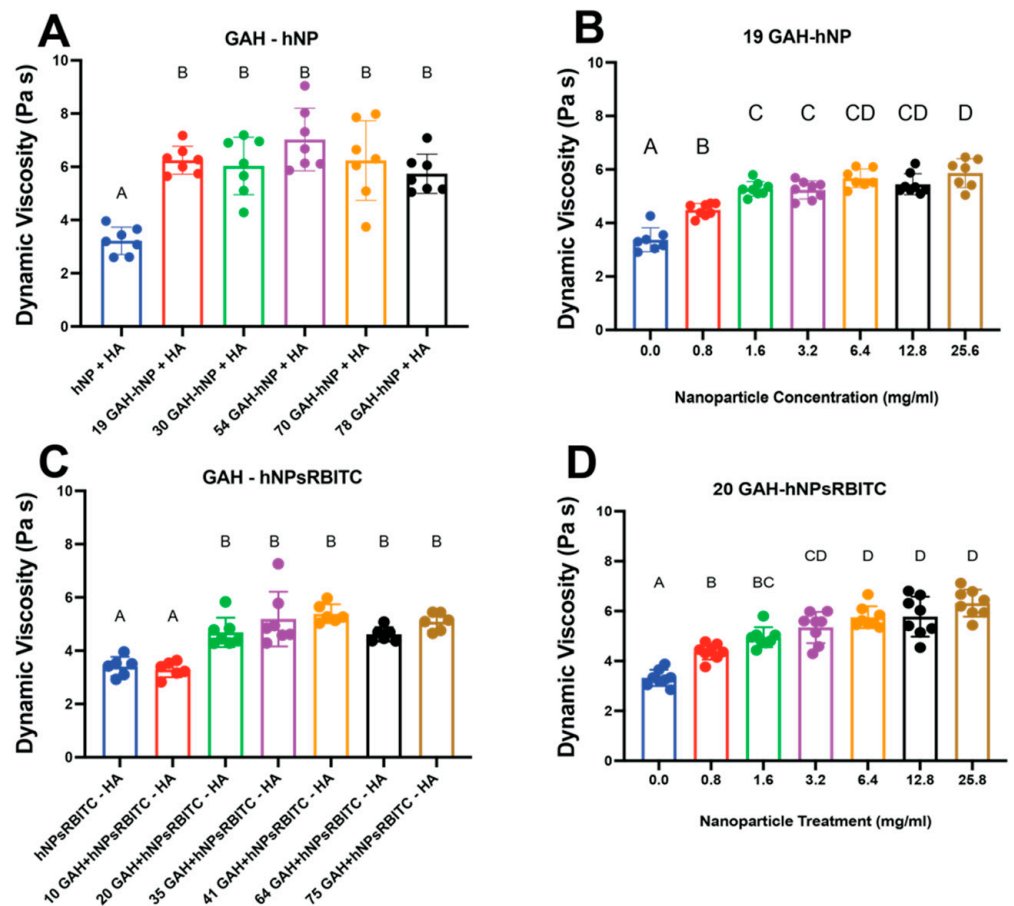 A
GAH - hNP
Dynamic Viscosity (Pa s)
10
8
6
4
2
0
A
B
B
B
B
B
hNP + HA
19 GAH-hNP + HA
30 GAH-hNP + HA
54 GAH-hNP + HA
70 GAH-hNP + HA
78 GAH-hNP + HA
B
19 GAH-hNP
Dynamic Viscosity (Pa s)
10
8
6
4
2
0
A
B
C
C
CD
CD
D
0.0
0.8
1.6
3.2
6.4
12.8
25.6
Nanoparticle Concentration (mg/ml)
C
GAH - hNPsRBITC
Dynamic Viscosity (Pa s)
10
8
6
4
2
0
A
A
B
B
B
B
B
hNPsRBITC - HA
10 GAH+hNPsRBITC - HA
20 GAH+hNPsRBITC - HA
35 GAH+hNPsRBITC - HA
41 GAH+hNPsRBITC - HA
64 GAH+hNPsRBITC - HA
75 GAH+hNPsRBITC - HA
D
20 GAH-hNPsRBITC
Dynamic Viscosity (Pa s)
10
8
6
4
2
0
A
B
BC
CD
D
D
D
0.0
0.8
1.6
3.2
6.4
12.8
25.8
Nanoparticle Treatment (mg/ml)